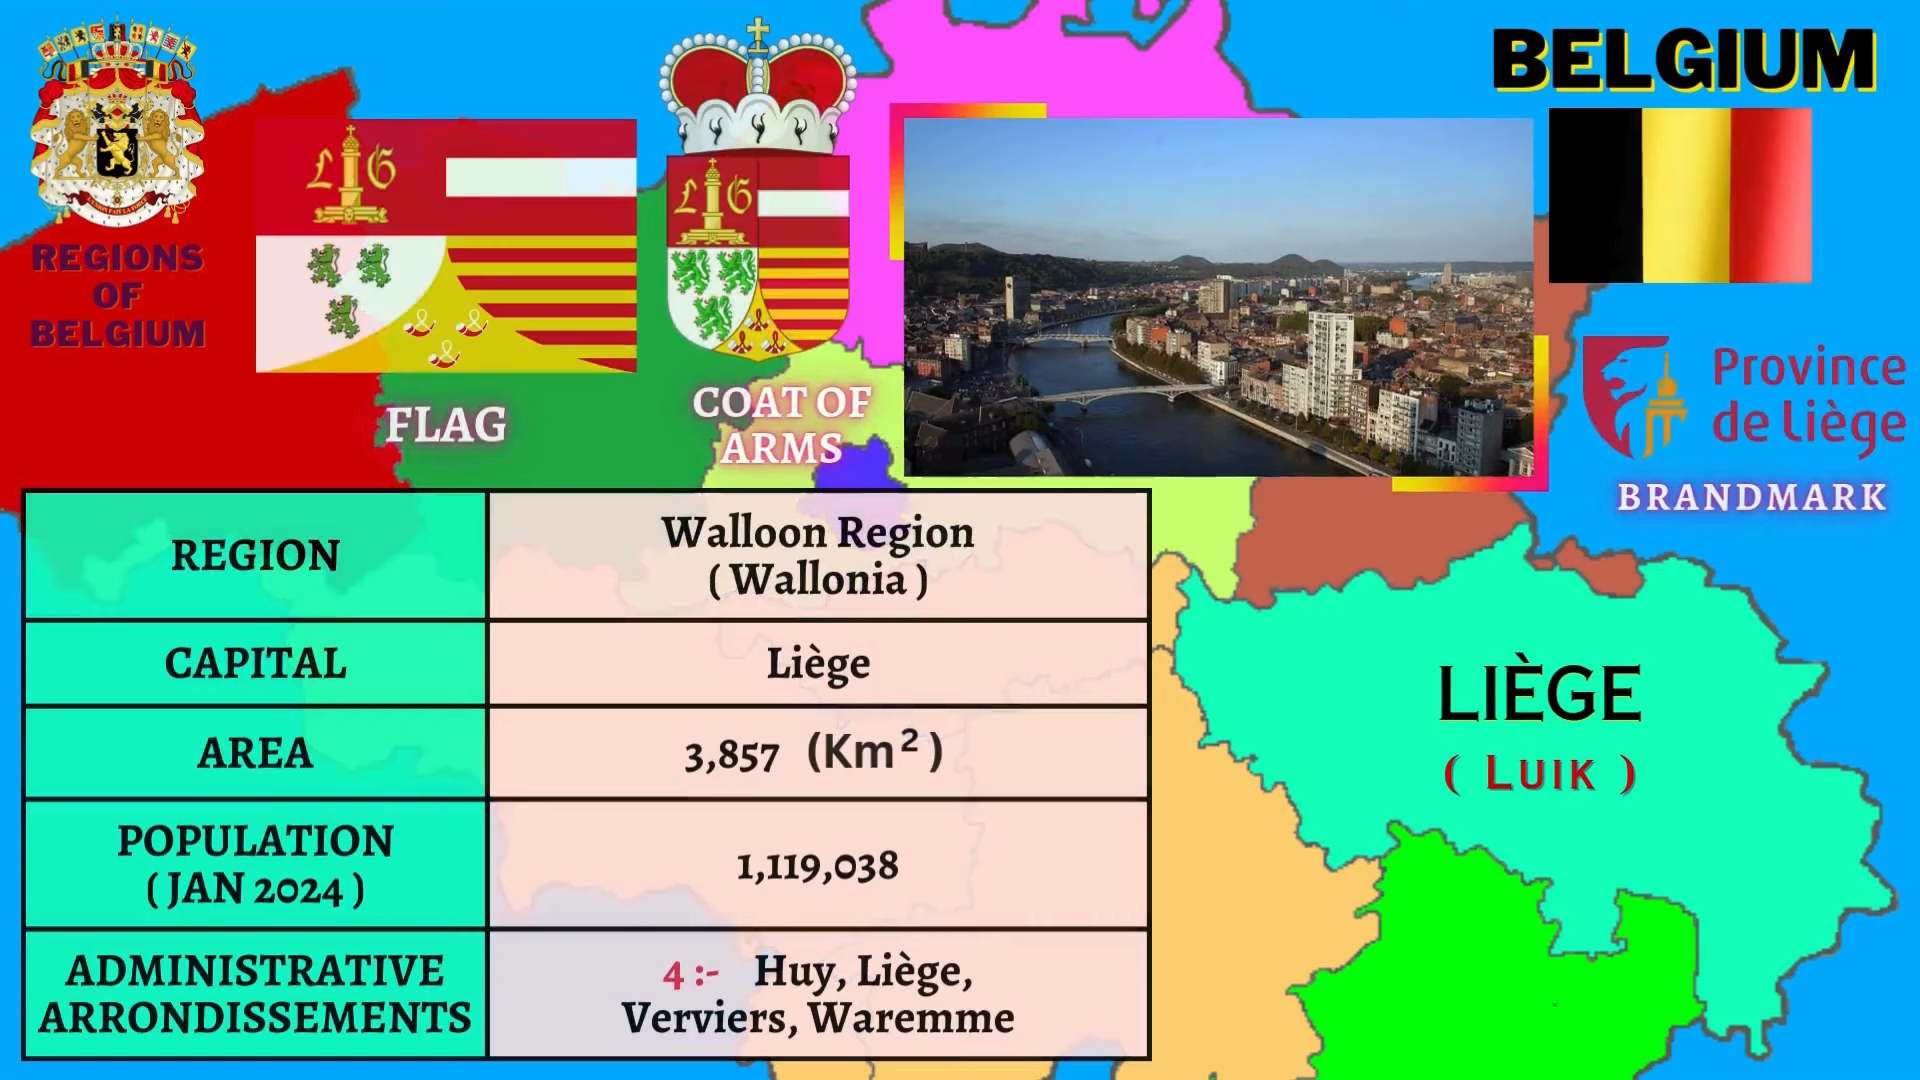 BELGIUM
REGIONS
OF
BELGIUM
L G
L G
FLAG
COAT OF
ARMS
Province
de Liège
BRANDMARK
REGION
Walloon Region
( Wallonia )
CAPITAL
Liège
AREA
3,857 (Km²)
POPULATION
( JAN 2024 )
1,119,038
ADMINISTRATIVE
ARRONDISSEMENTS
4 :- Huy, Liège,
Verviers, Waremme
LIÈGE
( LUIK )